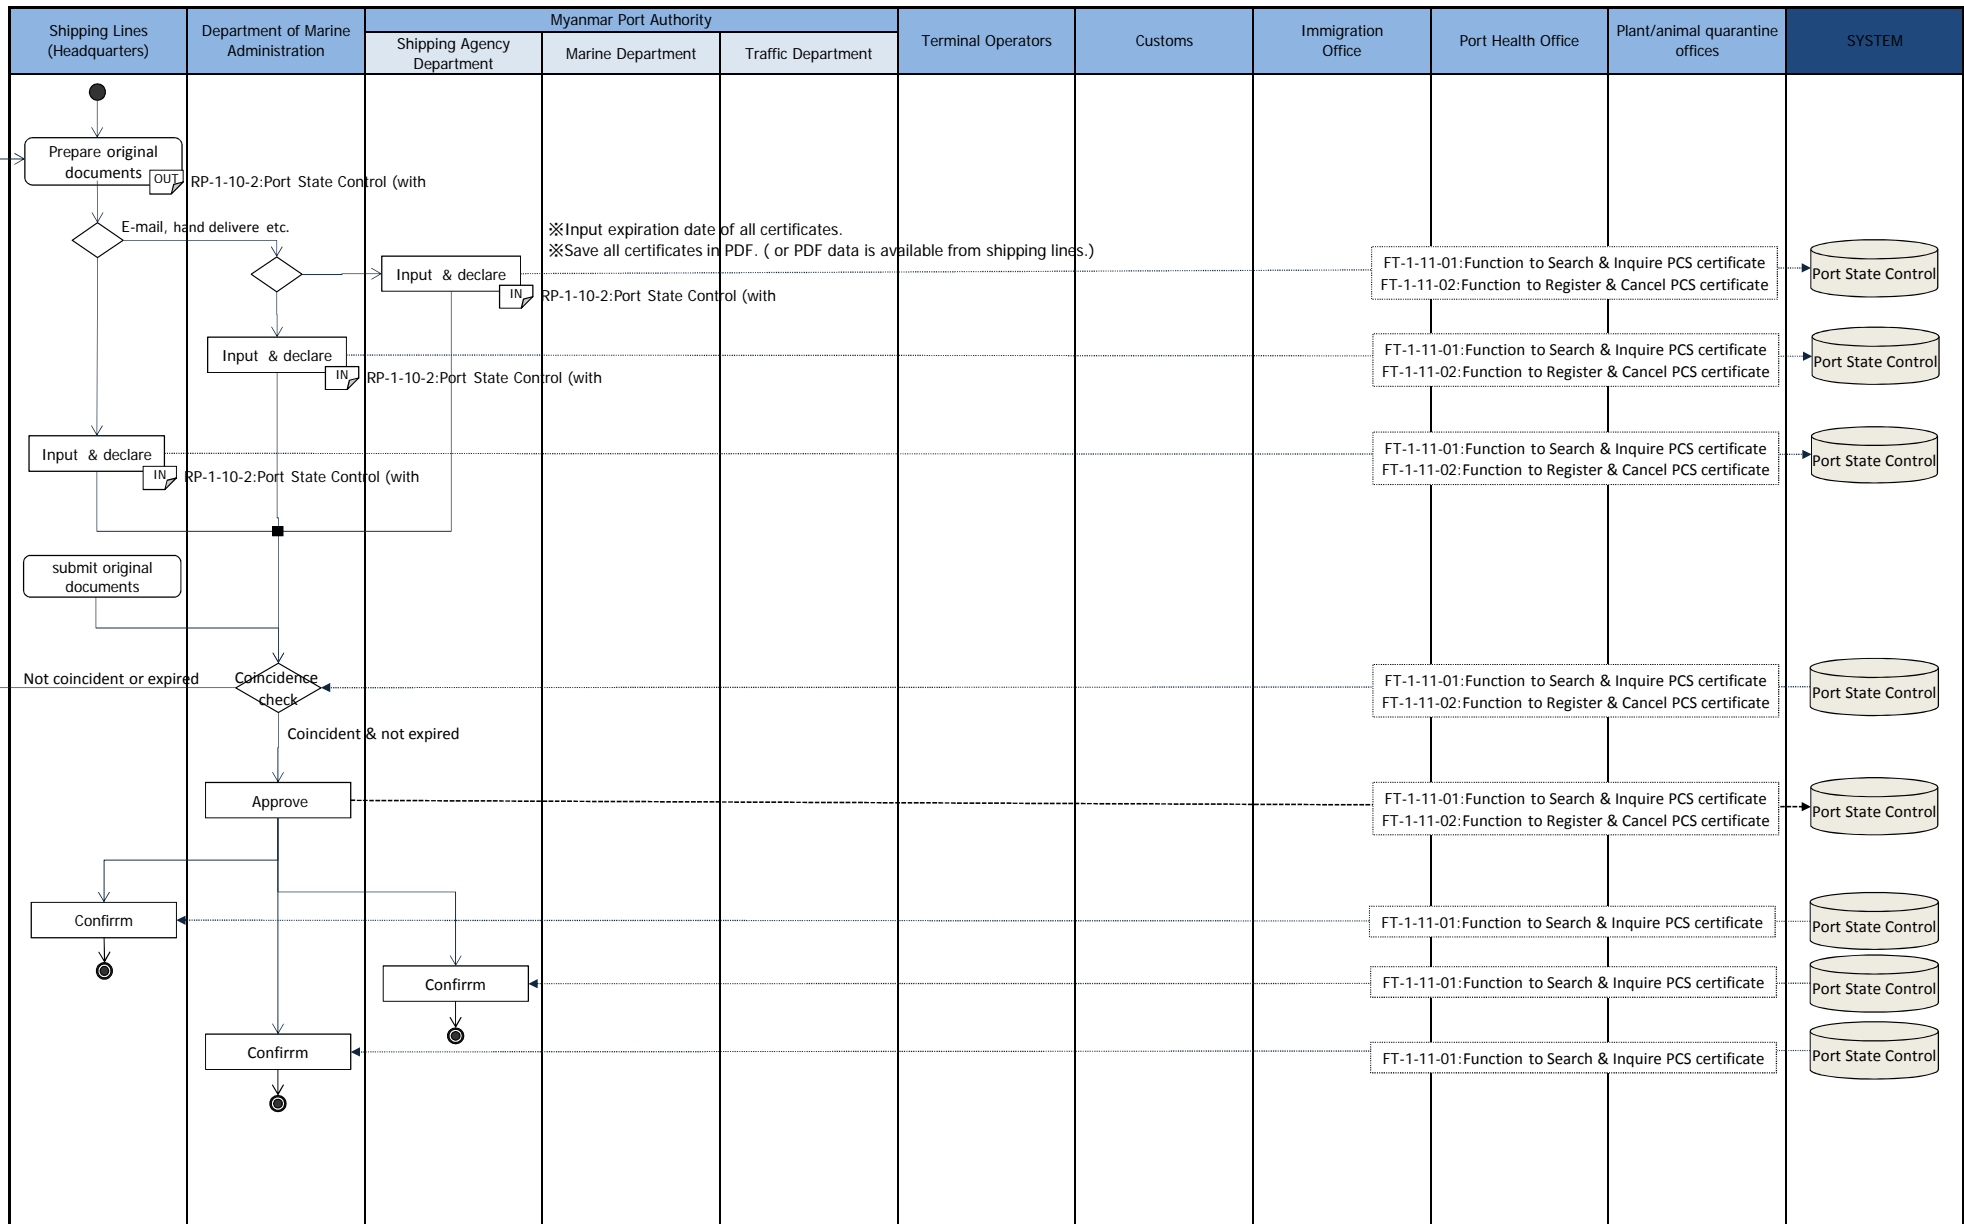 Shipping Lines
(Headquarters)
Department of Marine
Administration
Myanmar Port Authority
Shipping Agency
Department
Marine Department
Traffic Department
Terminal Operators
Customs
Immigration
Office
Port Health Office
Plant/animal quarantine
offices
SYSTEM
Prepare original
documents
OUT
RP-1-10-2:Port State Control (with
E-mail, hand delivere etc.
※Input expiration date of all certificates.
※Save all certificates in PDF. ( or PDF data is available from shipping lines.)
Input & declare
IN
RP-1-10-2:Port State Control (with
FT-1-11-01:Function to Search & Inquire PCS certificate
FT-1-11-02:Function to Register & Cancel PCS certificate
Port State Control
Input & declare
IN
RP-1-10-2:Port State Control (with
FT-1-11-01:Function to Search & Inquire PCS certificate
FT-1-11-02:Function to Register & Cancel PCS certificate
Port State Control
Input & declare
IN
RP-1-10-2:Port State Control (with
FT-1-11-01:Function to Search & Inquire PCS certificate
FT-1-11-02:Function to Register & Cancel PCS certificate
Port State Control
submit original
documents
Not coincident or expired
Coincidence
check
FT-1-11-01:Function to Search & Inquire PCS certificate
FT-1-11-02:Function to Register & Cancel PCS certificate
Port State Control
Coincident & not expired
Approve
FT-1-11-01:Function to Search & Inquire PCS certificate
FT-1-11-02:Function to Register & Cancel PCS certificate
Port State Control
Confirrm
FT-1-11-01:Function to Search & Inquire PCS certificate
Port State Control
Confirrm
FT-1-11-01:Function to Search & Inquire PCS certificate
Port State Control
Confirrm
FT-1-11-01:Function to Search & Inquire PCS certificate
Port State Control